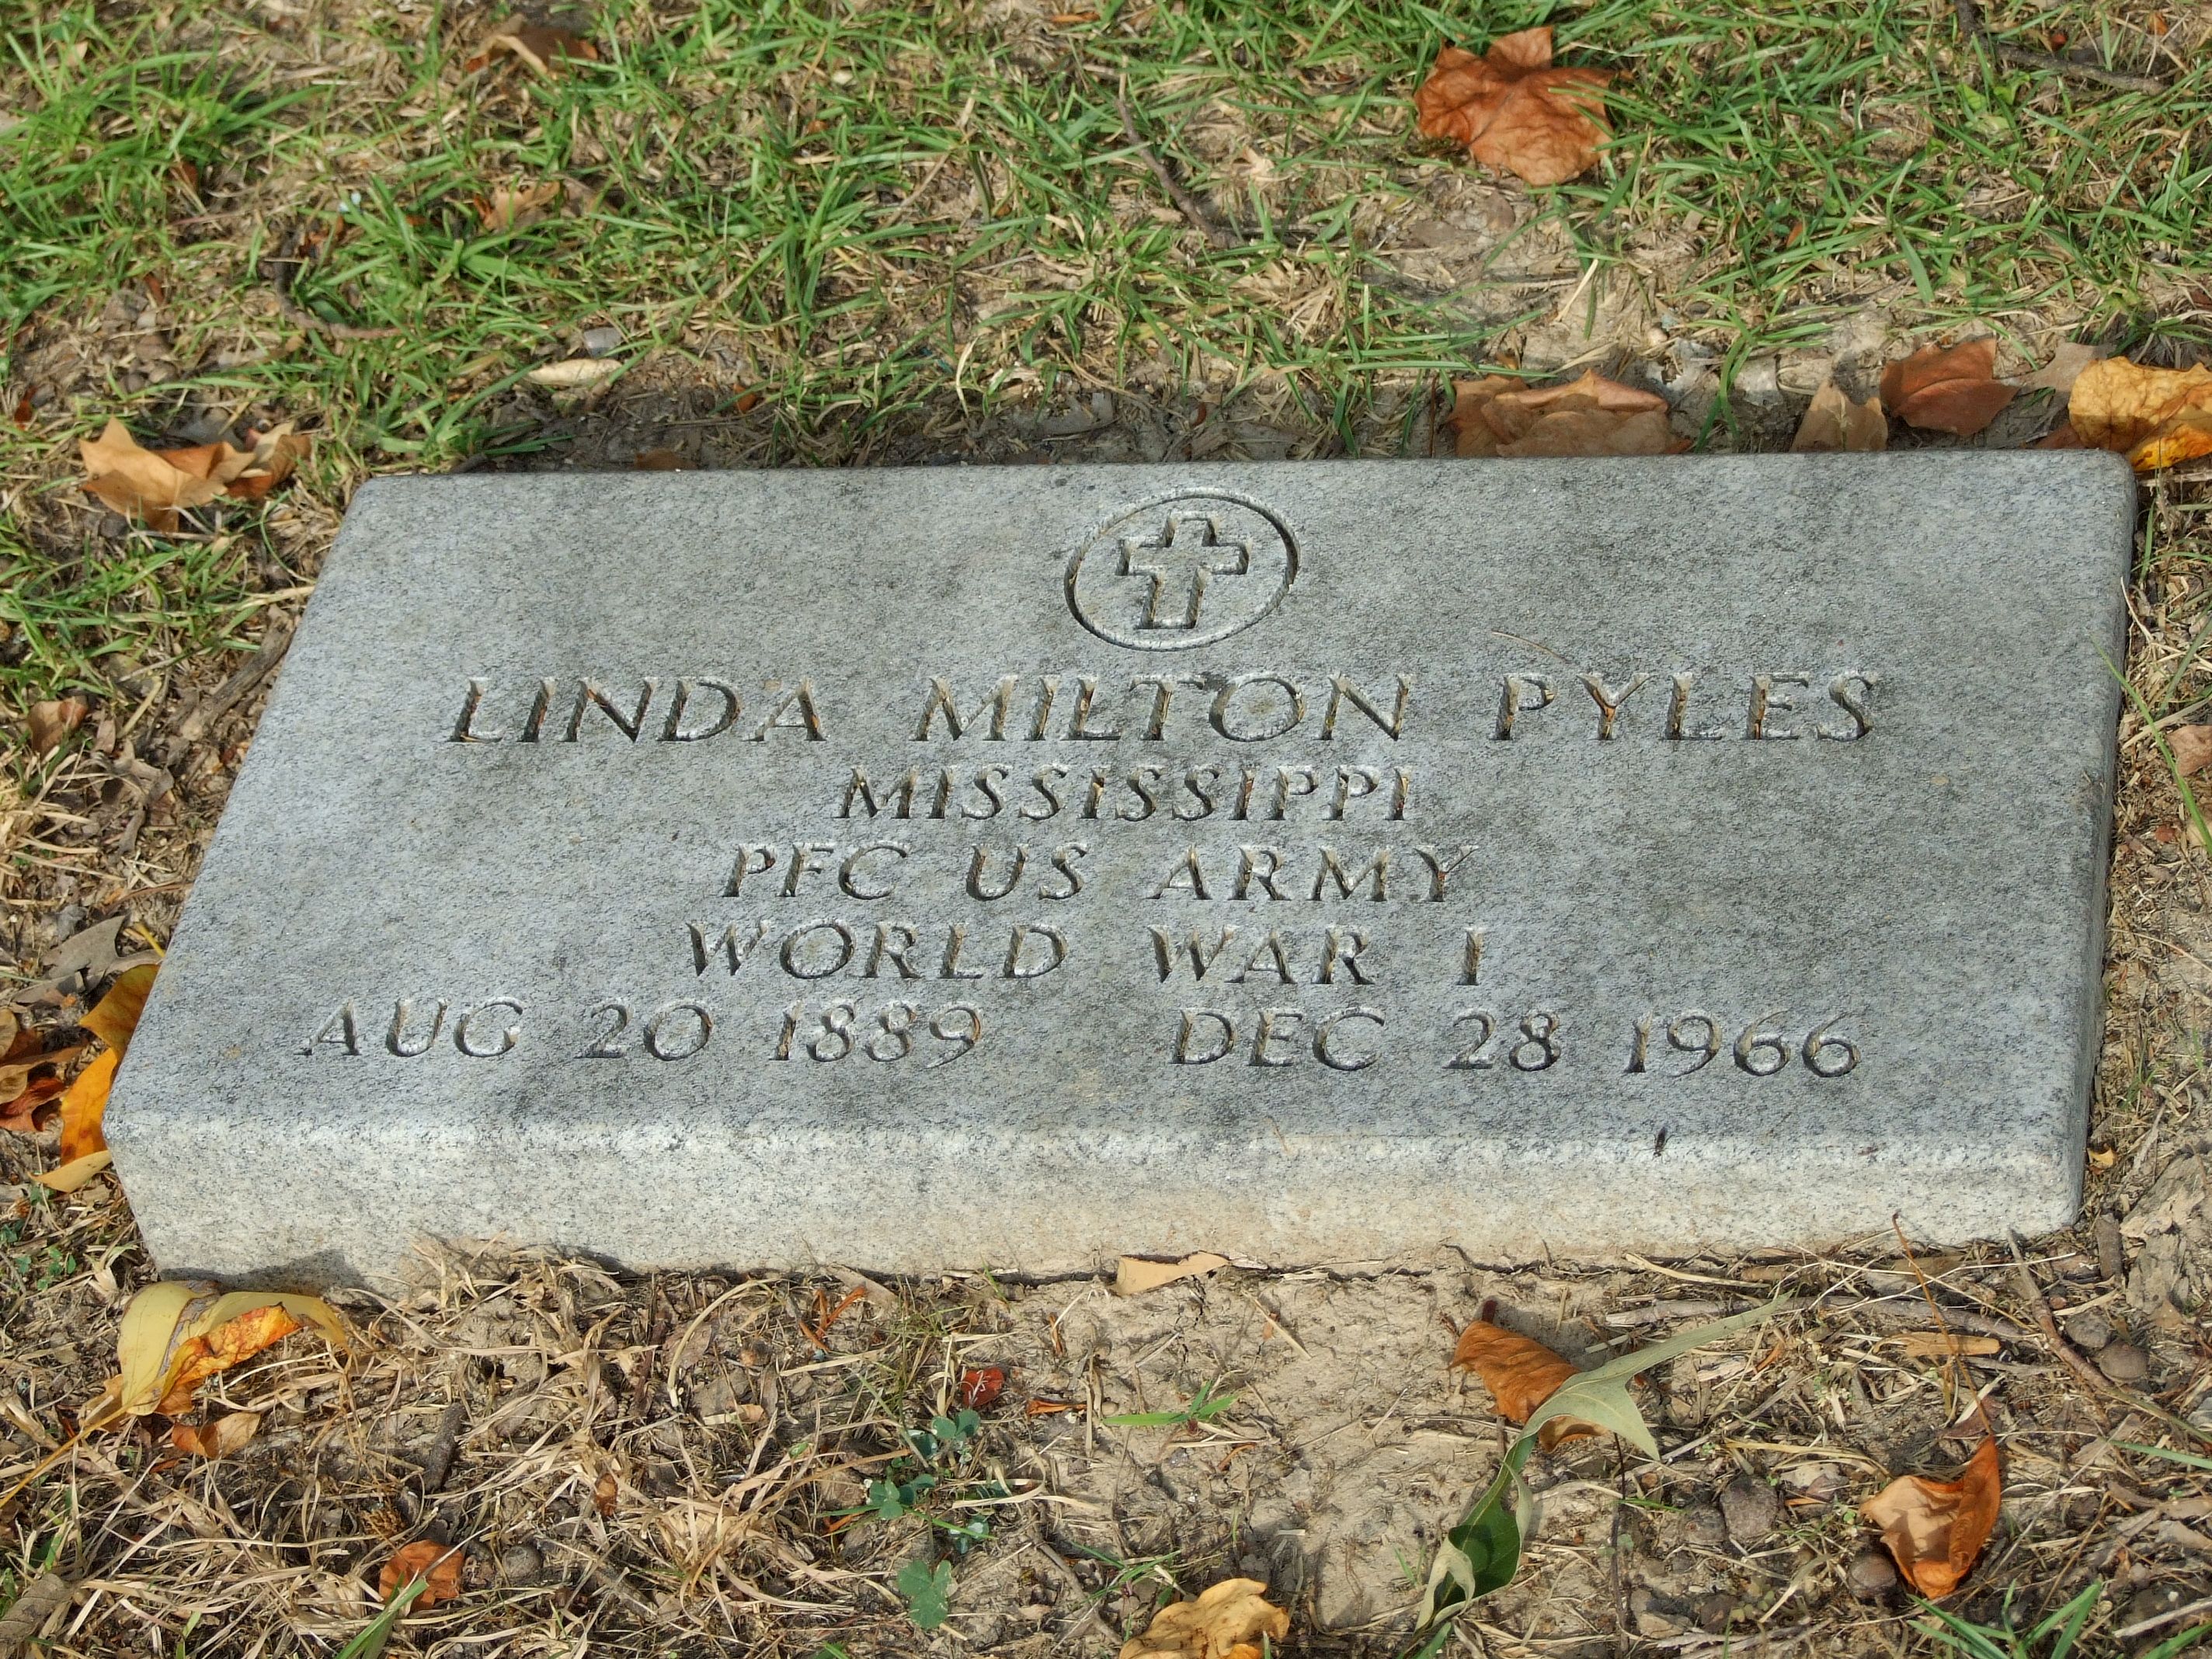 LINDA MILTON PYLES
MISSISSIPPI
PFC US ARMY
WORLD WAR I
AUG 20 1889 DEC 28 1966